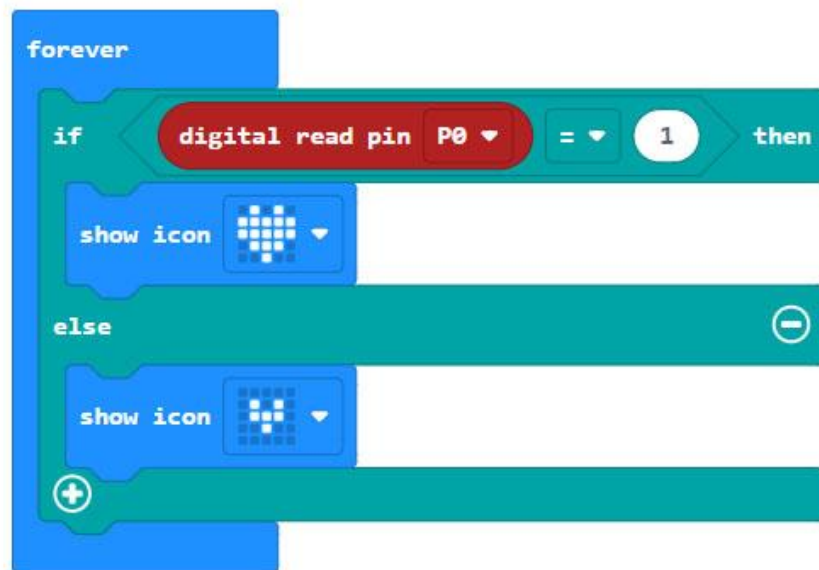 forever
if digital read pin P0 = 1 then
show icon
else
show icon